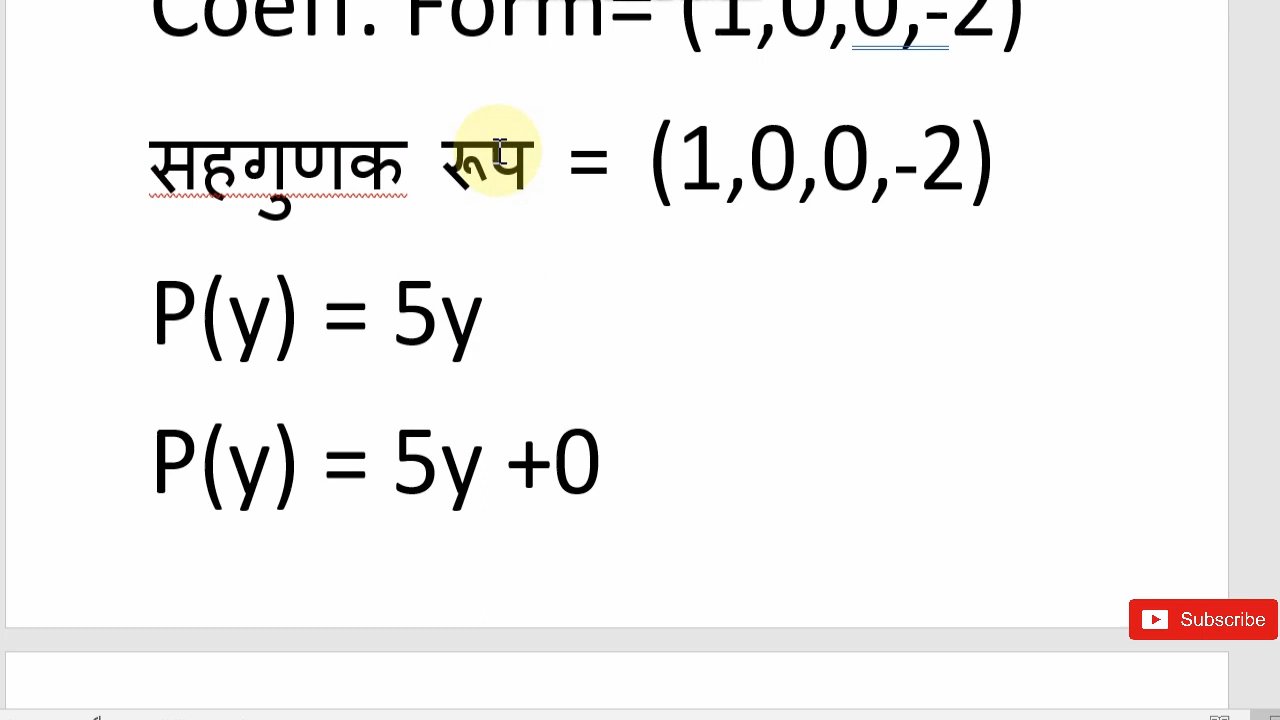 Coeff. Form= (1,0,0,-2)
सहगुणक रूप = (1,0,0,-2)
P(y) = 5y
P(y) = 5y +0
Subscribe